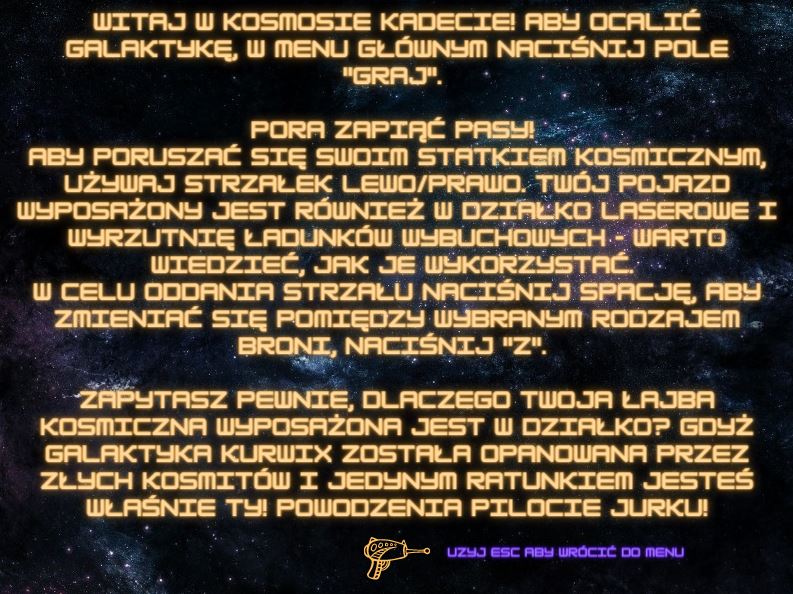 WITAJ W KOSMOSIE KADECIE! ABY OCALIĆ
GALAKTYKĘ, W MENU GŁÓWNYM NACIŚNIJ POLE
"GRAJ".
PORA ZAPIĄĆ PASY!
ABY PORUSZAĆ SIĘ SWOIM STATKIEM KOSMICZNYM,
UŻYWAJ STRZAŁEK LEWO/PRAWO. TWÓJ POJAZD
WYPOSAŻONY JEST RÓWNIEŻ W DZIAŁKO LASEROWE I
WYRZUTNIĘ ŁADUNKÓW WYBUCHOWYCH - WARTO
WIEDZIEĆ, JAK JE WYKORZYSTAĆ.
W CELU ODDANIA STRZAŁU NACIŚNIJ SPACJĘ, ABY
ZMIENIAĆ SIĘ POMIĘDZY WYBRANYM RODZAJEM
BRONI, NACIŚNIJ "Z".
ZAPYTASZ PEWNIE, DLACZEGO TWOJA ŁAJBA
KOSMICZNA WYPOSAŻONA JEST W DZIAŁKO? GDYŻ
GALAKTYKA KURWIX ZOSTAŁA OPANOWANA PRZEZ
ZŁYCH KOSMITÓW I JEDYNYM RATUNKIEM JESTEŚ
WŁAŚNIE TY! POWODZENIA PILOCIE JURKU!
UZYJ ESC ABY WRÓCIĆ DO MENU